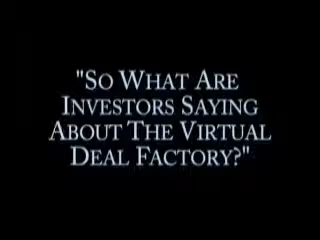 "So What Are
Investors Saying
About The Virtual
Deal Factory?"